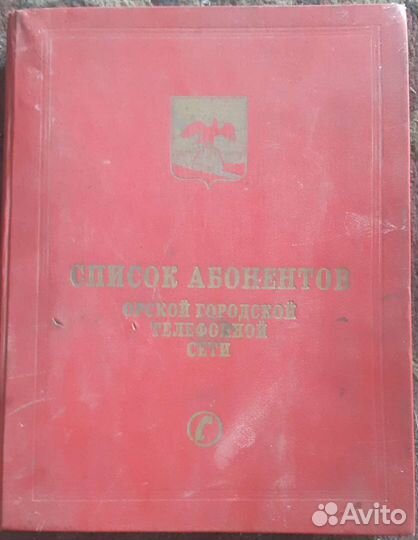 СПИСОК АБОНЕНТОВ
ОРСКОЙ ГОРОДСКОЙ
ТЕЛЕФОННОЙ
СЕТИ
Avito